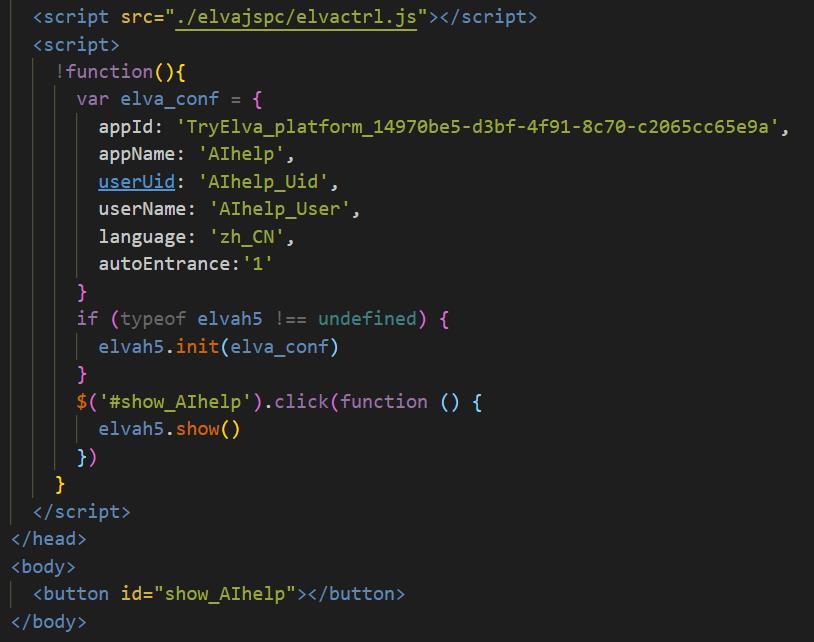 <script src="./elvajspc/elvactrl.js"></script>
<script>
!function(){
var elva_conf = {
appId: 'TryElva_platform_14970be5-d3bf-4f91-8c70-c2065cc65e9a',
appName: 'AIhelp',
userUid: 'AIhelp_Uid',
userName: 'AIhelp_User',
language: 'zh_CN',
autoEntrance:'1'
}
if (typeof elvah5 !== undefined) {
elvah5.init(elva_conf)
}
$('#show_AIhelp').click(function () {
elvah5.show()
})
}
</script>
</head>
<body>
<button id="show_AIhelp"></button>
</body>